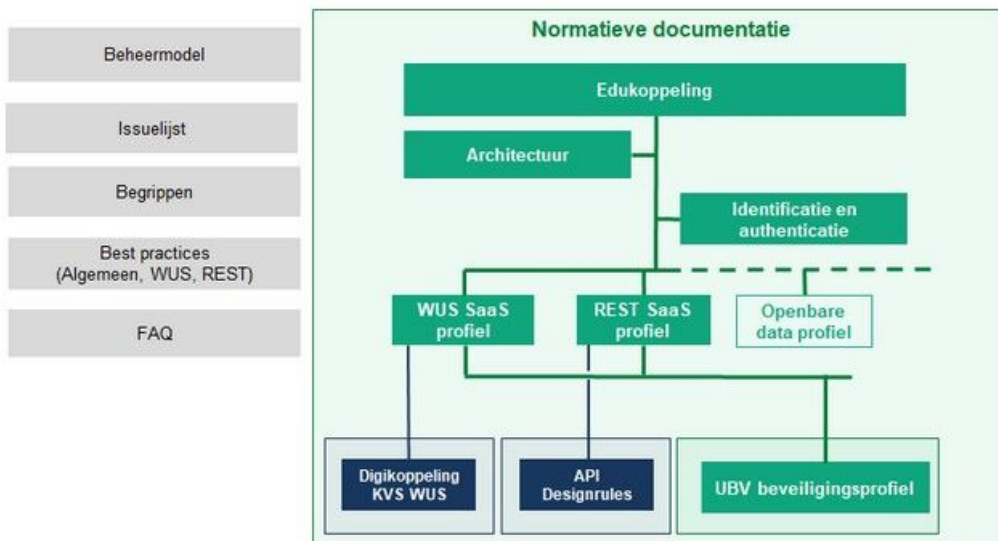 Beheermodel
Issuelijst
Begrippen
Best practices
(Algemeen, WUS, REST)
FAQ
Normatieve documentatie
Edukoppeling
Architectuur
Identificatie en
authenticatie
WUS SaaS
profiel
REST SaaS
profiel
Openbare
data profiel
Digikoppeling
KVS WUS
API
Designrules
UBV beveiligingsprofiel